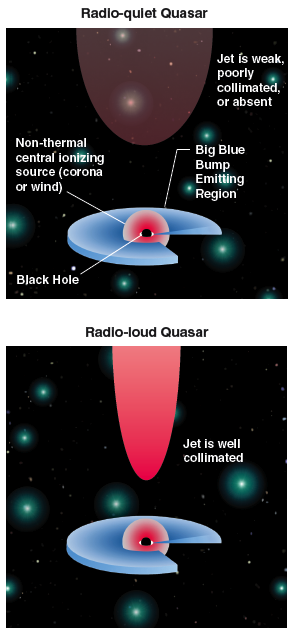 Radio-quiet Quasar
Jet is weak,
poorly
collimated,
or absent
Non-thermal
central ionizing
source (corona
or wind)
Big Blue
Bump
Emitting
Region
Black Hole
Radio-loud Quasar
Jet is well
collimated